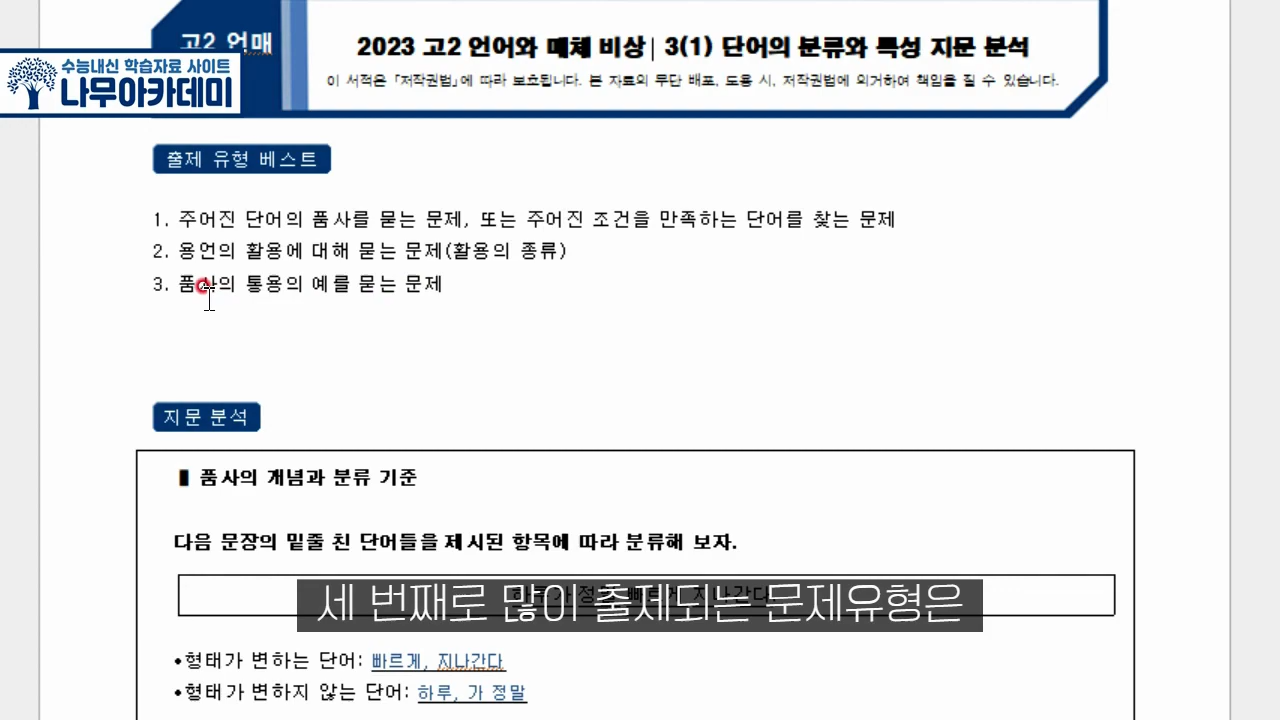 고2 언매
2023 고2 언어와 매체 비상| 3(1) 단어의 분류와 특성 지문 분석
이 서적은 「저작권법」에 따라 보호됩니다. 본 자료의 무단 배포, 도용 시, 저작권법에 의거하여 책임을 질 수 있습니다.
수능내신 학습자료 사이트
나무아카데미
출제 유형 베스트
1. 주어진 단어의 품사를 묻는 문제, 또는 주어진 조건을 만족하는 단어를 찾는 문제
2. 용언의 활용에 대해 묻는 문제(활용의 종류)
3. 품사의 통용의 예를 묻는 문제
지문 분석
▮ 품사의 개념과 분류 기준
다음 문장의 밑줄 친 단어들을 제시된 항목에 따라 분류해 보자.
하루가 정말 빠르게 지나간다.
세 번째로 많이 출제되는 문제유형은
•형태가 변하는 단어: 빠르게, 지나간다
•형태가 변하지 않는 단어: 하루, 가 정말